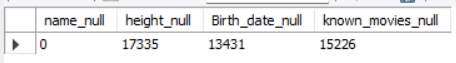 name_null height_null Birth_date_null known_movies_null
0 17335 13431 15226